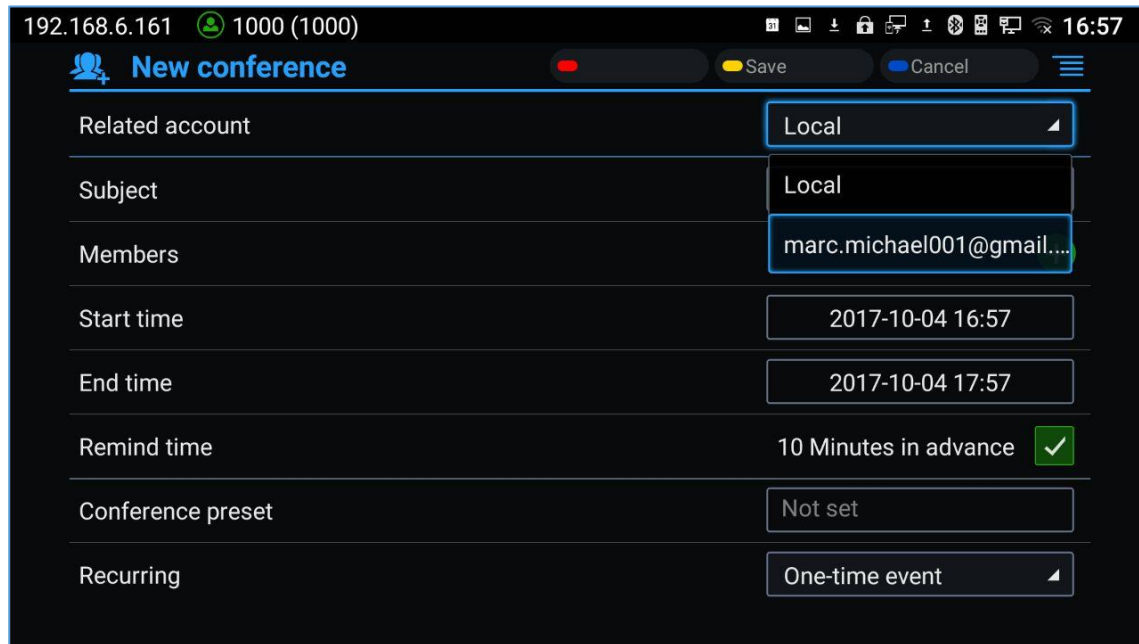 192.168.6.161 1000 (1000) 31 16:57
New conference Save Cancel
Related account Local
Local
Subject
marc.michael001@gmail....
Members
Start time 2017-10-04 16:57
End time 2017-10-04 17:57
Remind time 10 Minutes in advance
Conference preset Not set
Recurring One-time event